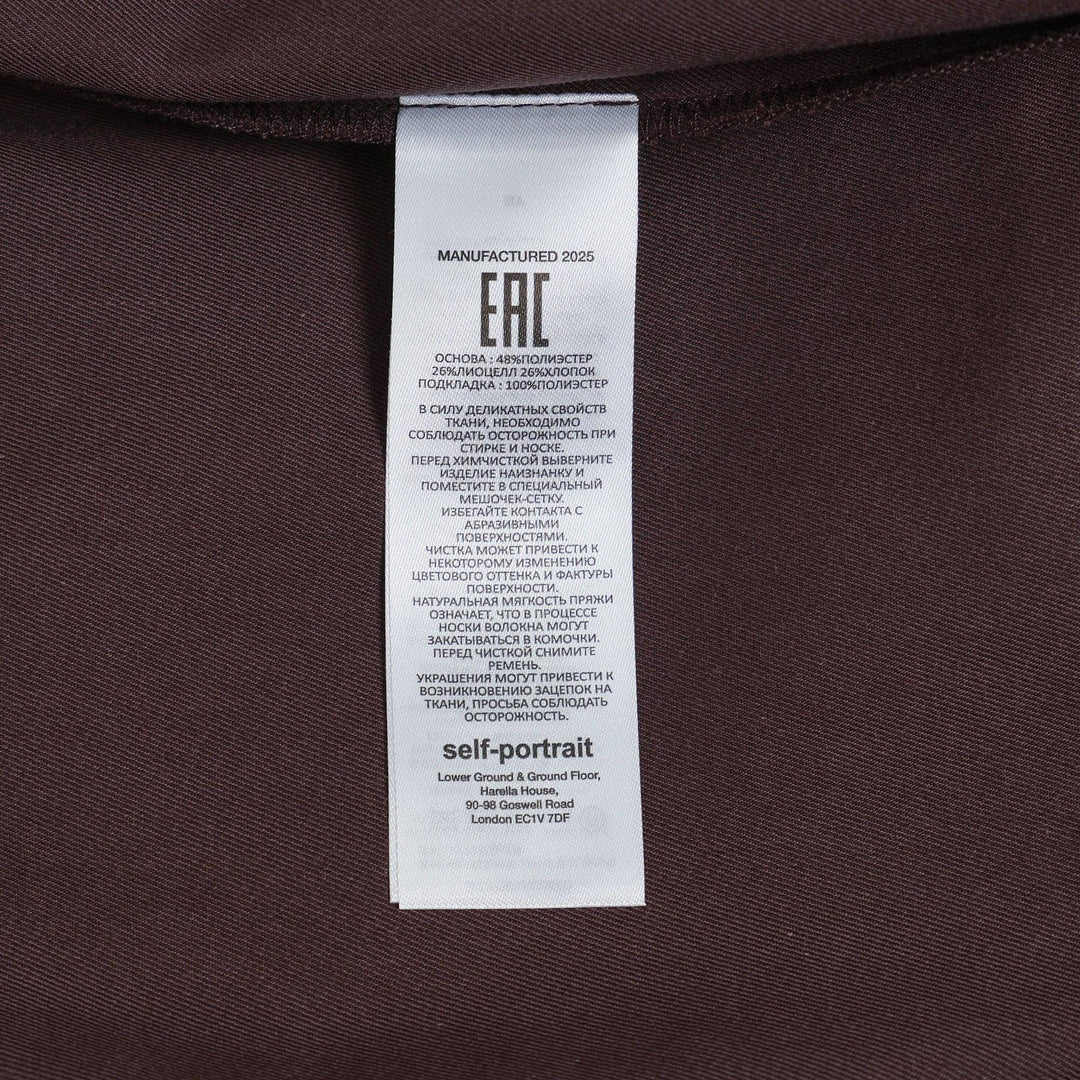 MANUFACTURED 2025
EAC
ОСНОВА : 48%ПОЛИЭСТЕР
26%ЛИОЦЕЛЛ 26%ХЛОПОК
ПОДКЛАДКА : 100%ПОЛИЭСТЕР
В СИЛУ ДЕЛИКАТНЫХ СВОЙСТВ
ТКАНИ, НЕОБХОДИМО
СОБЛЮДАТЬ ОСТОРОЖНОСТЬ ПРИ
СТИРКЕ И НОСКЕ.
ПЕРЕД ХИМЧИСТКОЙ ВЫВЕРНИТЕ
ИЗДЕЛИЕ НАИЗНАНКУ И
ПОМЕСТИТЕ В СПЕЦИАЛЬНЫЙ
МЕШОЧЕК-СЕТКУ.
ИЗБЕГАЙТЕ КОНТАКТА С
АБРАЗИВНЫМИ
ПОВЕРХНОСТЯМИ.
ЧИСТКА МОЖЕТ ПРИВЕСТИ К
НЕКОТОРОМУ ИЗМЕНЕНИЮ
ЦВЕТОВОГО ОТТЕНКА И ФАКТУРЫ
ПОВЕРХНОСТИ.
НАТУРАЛЬНАЯ МЯГКОСТЬ ПРЯЖИ
ОЗНАЧАЕТ, ЧТО В ПРОЦЕССЕ
НОСКИ ВОЛОКНА МОГУТ
ЗАКАТЫВАТЬСЯ В КОМОЧКИ.
ПЕРЕД ЧИСТКОЙ СНИМИТЕ
РЕМЕНЬ.
УКРАШЕНИЯ МОГУТ ПРИВЕСТИ К
ВОЗНИКНОВЕНИЮ ЗАЦЕПОК НА
ТКАНИ, ПРОСЬБА СОБЛЮДАТЬ
ОСТОРОЖНОСТЬ.
self-portrait
Lower Ground & Ground Floor,
Harella House,
90-98 Goswell Road
London EC1V 7DF